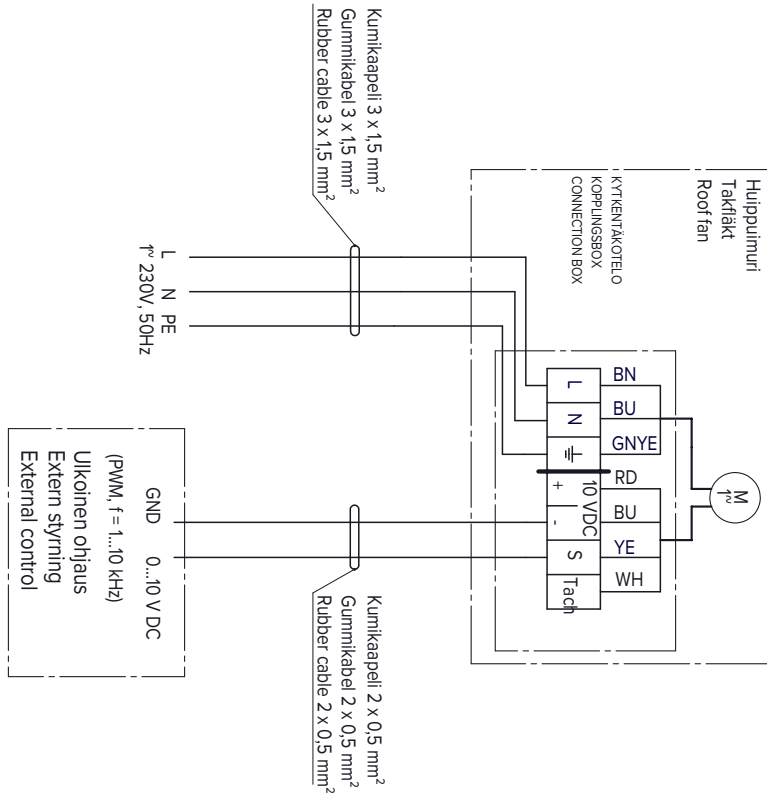 Huippuimuri
Takfläkt
Roof fan
KYTKENTÄKOTELO
KOPPLINGSBOX
CONNECTION BOX
M
1~
BN
BU
GNYE
RD
BU
YE
WH
L
N
10 VDC
+
-
S
Tach
Kumikaapeli 3 x 1,5 mm²
Gummikabel 3 x 1,5 mm²
Rubber cable 3 x 1,5 mm²
L N PE
1~ 230V, 50Hz
Kumikaapeli 2 x 0,5 mm²
Gummikabel 2 x 0,5 mm²
Rubber cable 2 x 0,5 mm²
GND 0...10 V DC
(PWM, f = 1...10 kHz)
Ulkoinen ohjaus
Extern styrning
External control